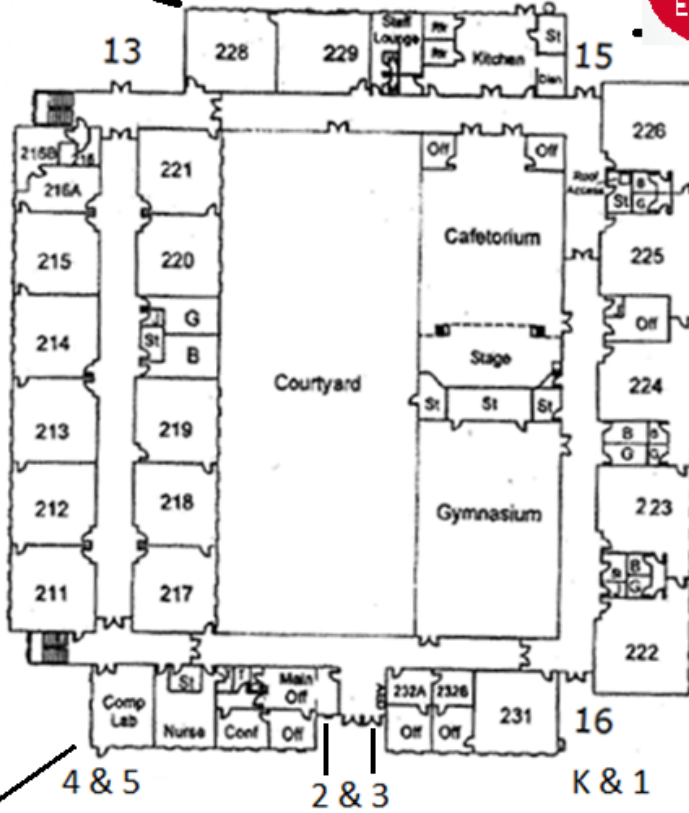 E
13
228
229
Staff
Lounge
Kitchen
St
15
226
216B
216A
221
Off
Off
Roof
Access
St
B
G
215
220
Cafetorium
225
G
Off
214
St
B
Courtyard
Stage
224
St
St
St
213
219
B
B
G
G
212
218
Gymnasium
223
St
B
J
G
211
217
222
St
T
Main
Off
232A
232B
231
16
Comp
Lab
Nurse
Conf
Off
Off
Off
4 & 5
2 & 3
K & 1